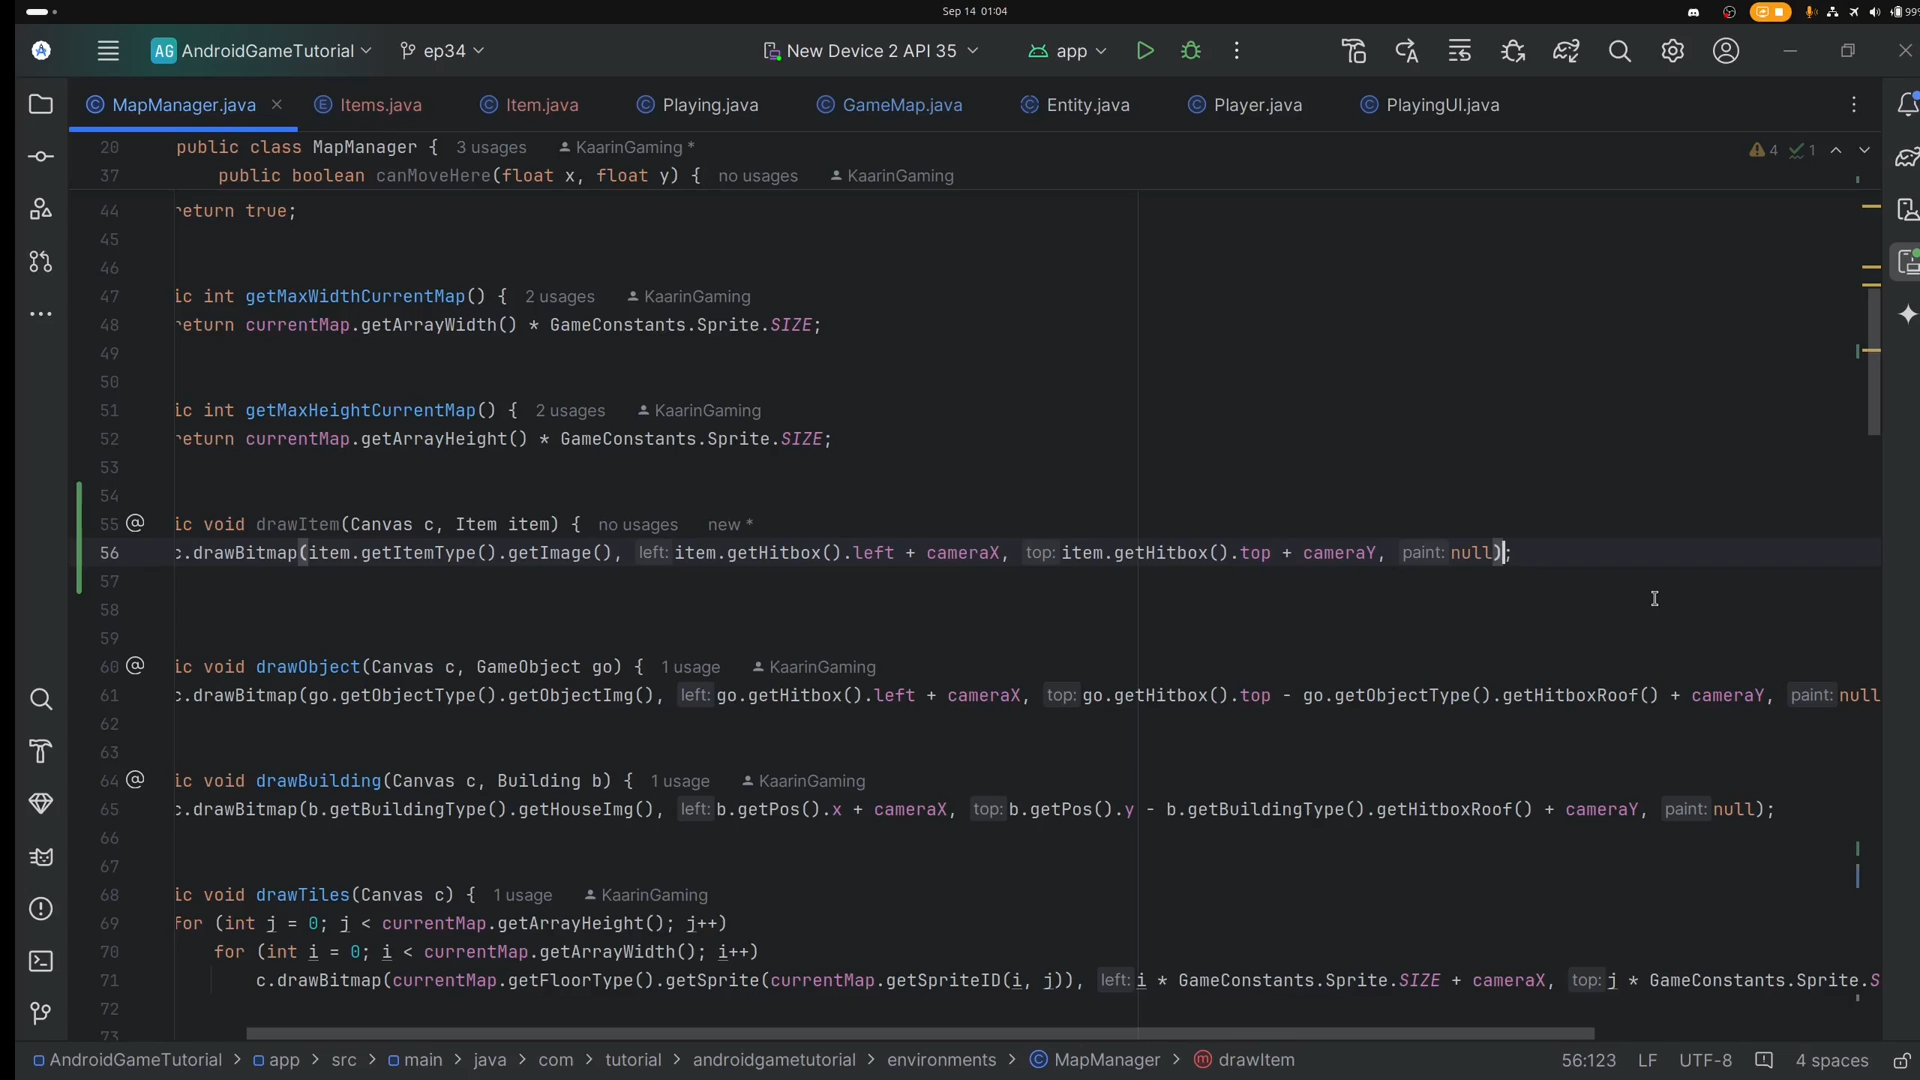 Sep 14 01:04
99%
AG AndroidGameTutorial ep34 New Device 2 API 35 app
MapManager.java Items.java Item.java Playing.java GameMap.java Entity.java Player.java PlayingUI.java
20 public class MapManager { 3 usages KaarinGaming * 4 1
37 public boolean canMoveHere(float x, float y) { no usages KaarinGaming
44 return true;
45
46
47 ic int getMaxWidthCurrentMap() { 2 usages KaarinGaming
48 return currentMap.getArrayWidth() * GameConstants.Sprite.SIZE;
49
50
51 ic int getMaxHeightCurrentMap() { 2 usages KaarinGaming
52 return currentMap.getArrayHeight() * GameConstants.Sprite.SIZE;
53
54
55 @ ic void drawItem(Canvas c, Item item) { no usages new *
56 c.drawBitmap(item.getItemType().getImage(), left: item.getHitbox().left + cameraX, top: item.getHitbox().top + cameraY, paint: null);
57
58
59
60 @ ic void drawObject(Canvas c, GameObject go) { 1 usage KaarinGaming
61 c.drawBitmap(go.getObjectType().getObjectImg(), left: go.getHitbox().left + cameraX, top: go.getHitbox().top - go.getObjectType().getHitboxRoof() + cameraY, paint: null
62
63
64 @ ic void drawBuilding(Canvas c, Building b) { 1 usage KaarinGaming
65 c.drawBitmap(b.getBuildingType().getHouseImg(), left: b.getPos().x + cameraX, top: b.getPos().y - b.getBuildingType().getHitboxRoof() + cameraY, paint: null);
66
67
68 ic void drawTiles(Canvas c) { 1 usage KaarinGaming
69 for (int j = 0; j < currentMap.getArrayHeight(); j++)
70 for (int i = 0; i < currentMap.getArrayWidth(); i++)
71 c.drawBitmap(currentMap.getFloorType().getSprite(currentMap.getSpriteID(i, j)), left: i * GameConstants.Sprite.SIZE + cameraX, top: j * GameConstants.Sprite.S
72
73
AndroidGameTutorial > app > src > main > java > com > tutorial > androidgametutorial > environments > MapManager > drawItem 56:123 LF UTF-8 4 spaces